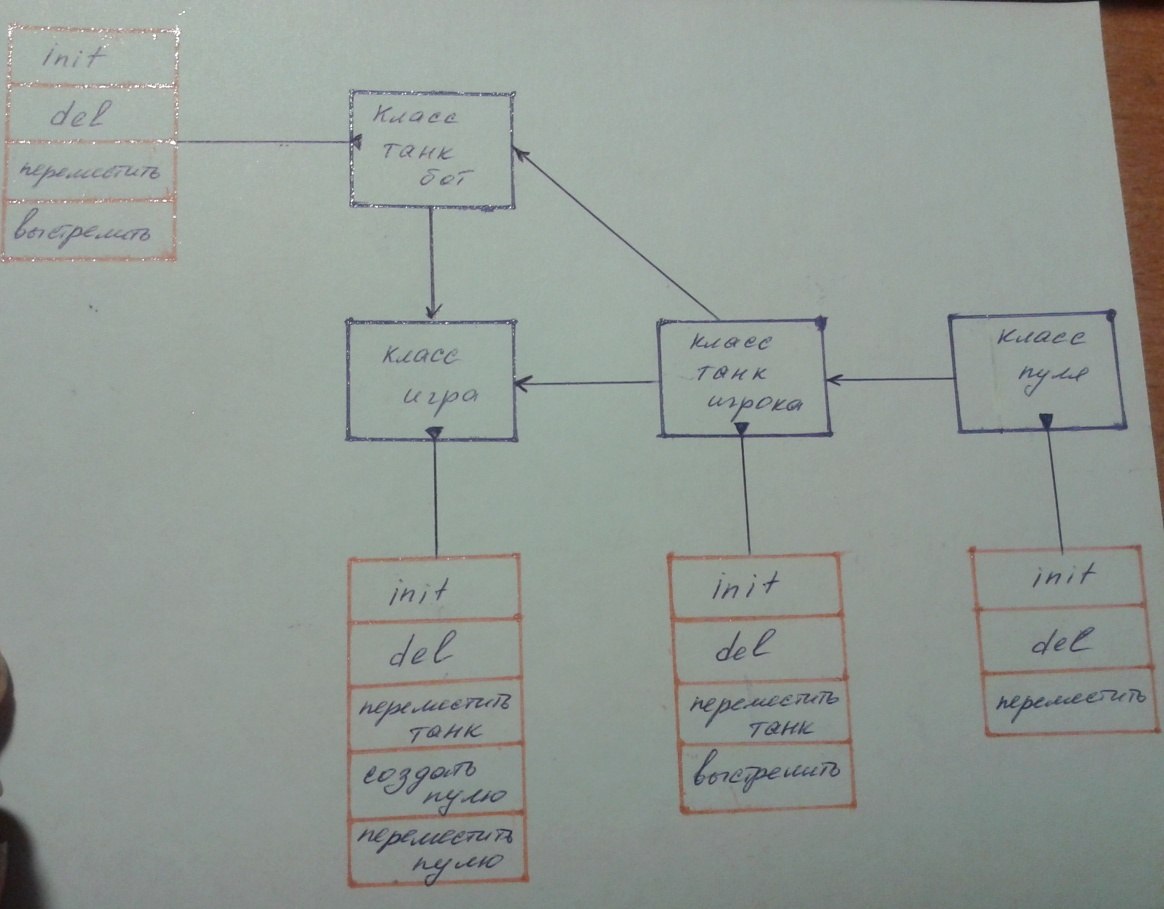 init
del
переместить
выстрелить
класс
танк
бот
класс
игра
класс
танк
игрока
класс
пуля
init
del
переместить
танк
создать
пулю
переместить
пулю
init
del
переместить
танк
выстрелить
init
del
переместить